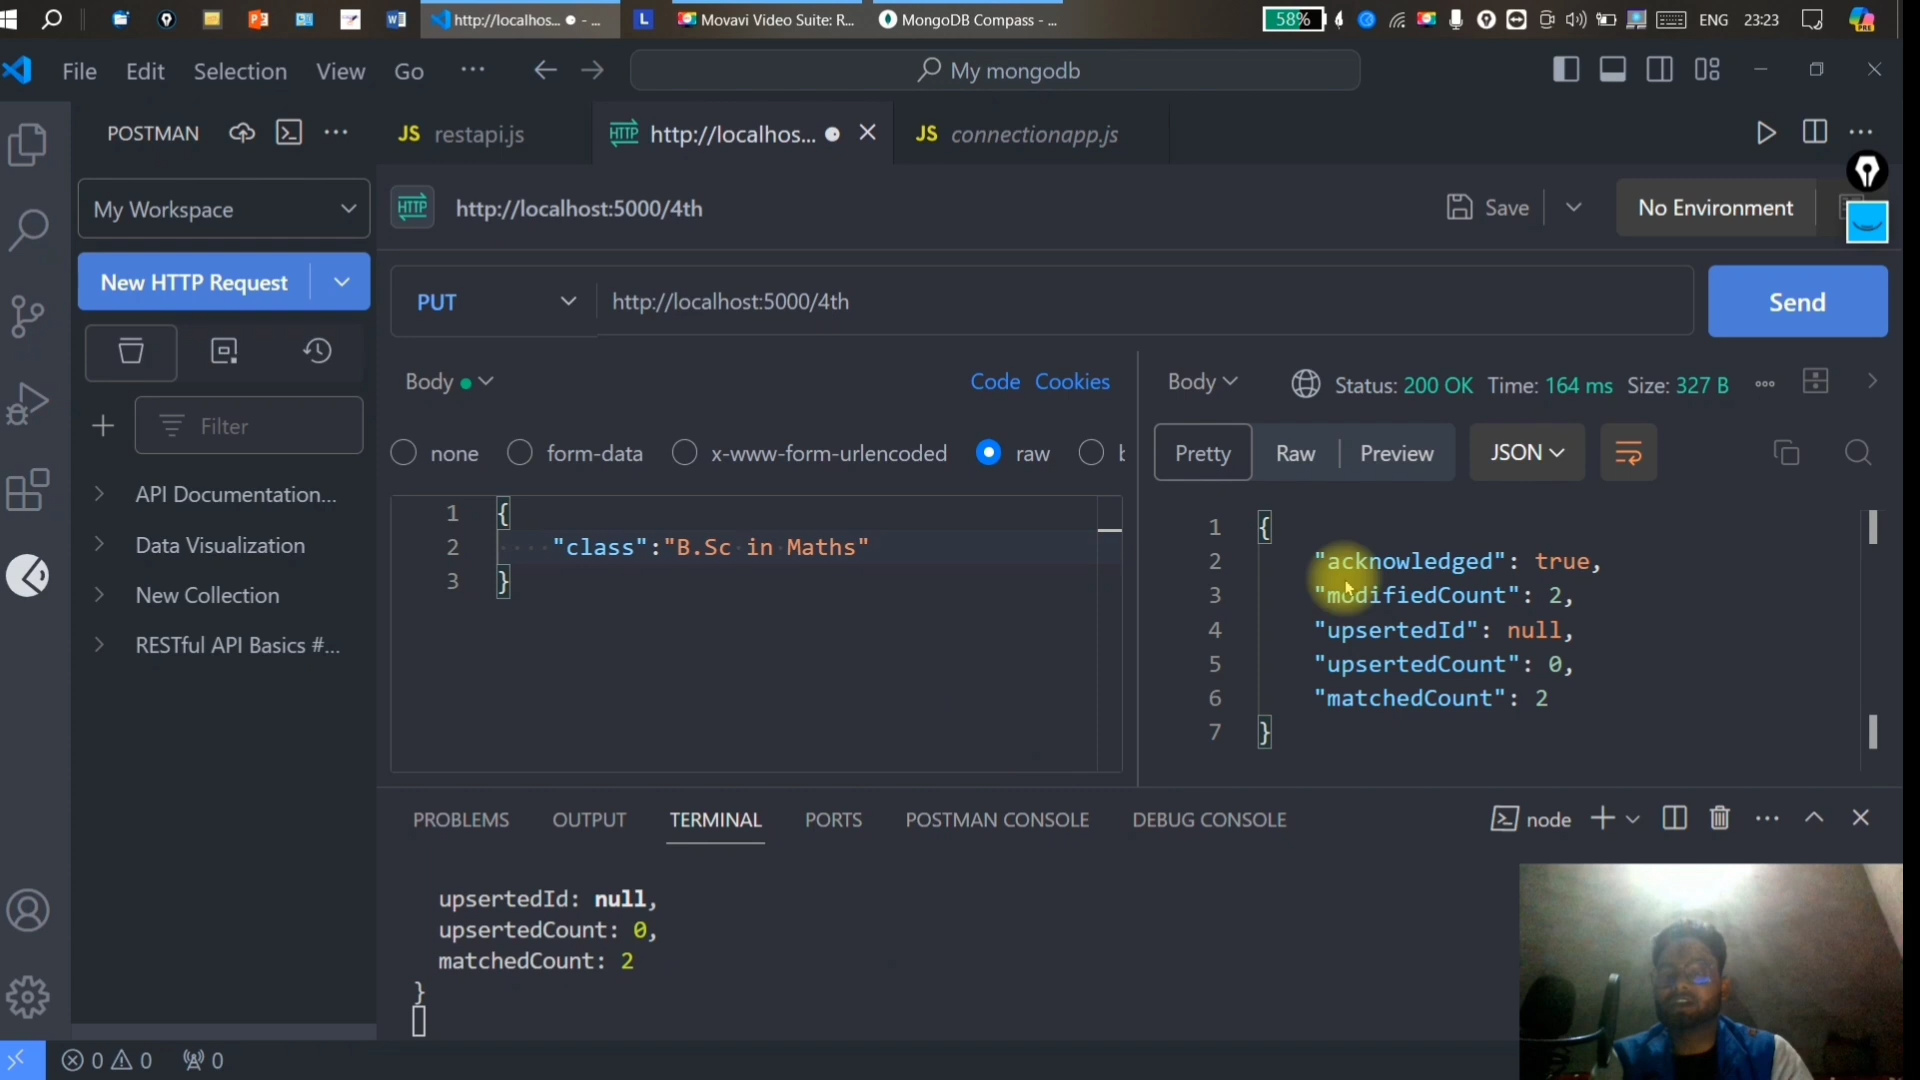 http://localhos... ● - ...
L
Movavi Video Suite: R...
MongoDB Compass - ...
58%
ENG
23:23
File
Edit
Selection
View
Go
...
My mongodb
POSTMAN
JS restapi.js
HTTP http://localhos... ●
JS connectionapp.js
My Workspace
HTTP http://localhost:5000/4th
Save
No Environment
New HTTP Request
PUT
http://localhost:5000/4th
Send
Body
Code
Cookies
Body
Status: 200 OK Time: 164 ms Size: 327 B
Filter
none
form-data
x-www-form-urlencoded
raw
Pretty
Raw
Preview
JSON
API Documentation...
Data Visualization
New Collection
RESTful API Basics #...
1 {
2 "class":"B.Sc in Maths"
3 }
1 {
2 "acknowledged": true,
3 "modifiedCount": 2,
4 "upsertedId": null,
5 "upsertedCount": 0,
6 "matchedCount": 2
7 }
PROBLEMS
OUTPUT
TERMINAL
PORTS
POSTMAN CONSOLE
DEBUG CONSOLE
node
upsertedId: null,
upsertedCount: 0,
matchedCount: 2
}
0
0
0